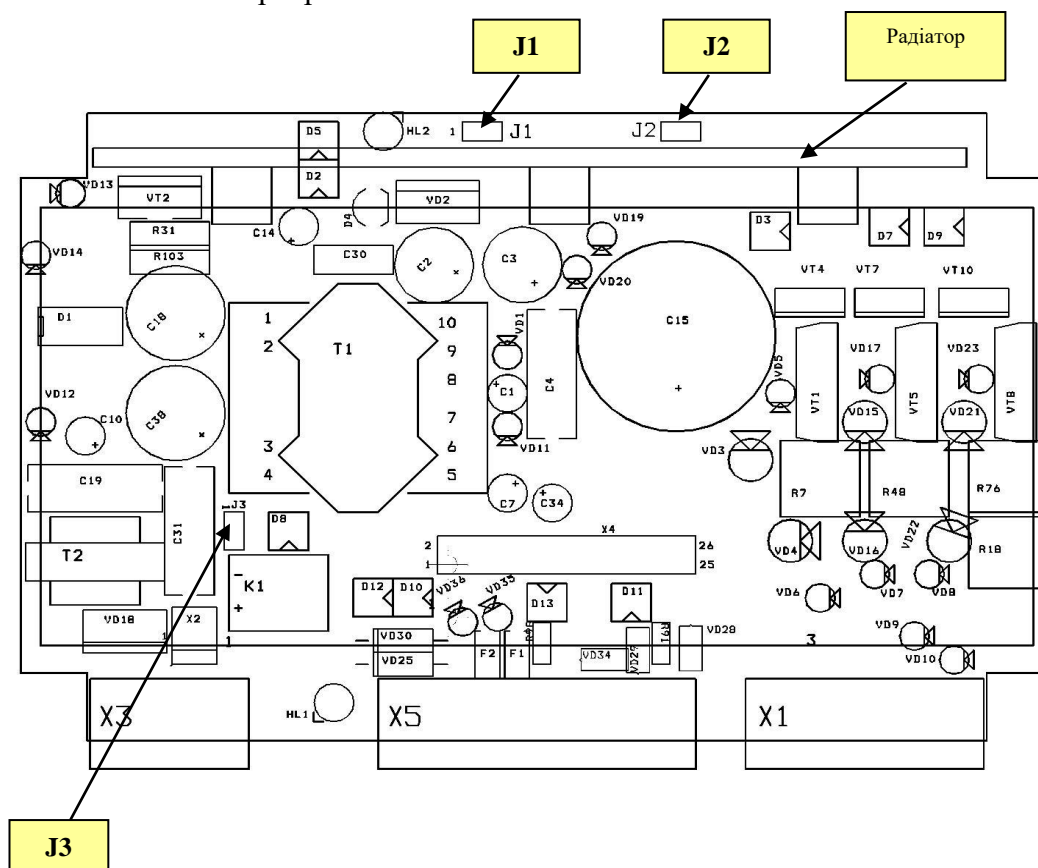 J1
J2
Радіатор
D5
HL2
1
J1
J2
D2
VD13
VT2
D4
VD2
C14
VD19
D3
D7
D9
R31
VD14
R103
C30
C2
C3
VD20
VT4
VT7
VT10
D1
C18
1
10
VD1
C15
2
T1
9
VD17
VD23
8
C1
C4
VD5
VT1
VT5
VT8
VD12
C10
C38
7
VD15
VD21
3
6
VD11
VD3
4
5
C19
C31
J3
C7
C34
R7
R48
R76
D8
X4
T2
2
26
1
25
VD4
VD16
VD22
R18
K1
D12
D10
VD36
VD35
D13
D11
VD6
VD7
VD8
VD18
1
X2
1
VD30
F2
F1
VD28
3
VD9
VD25
VD34
VD29
R91
VD10
X3
HL1
X5
X1
J3